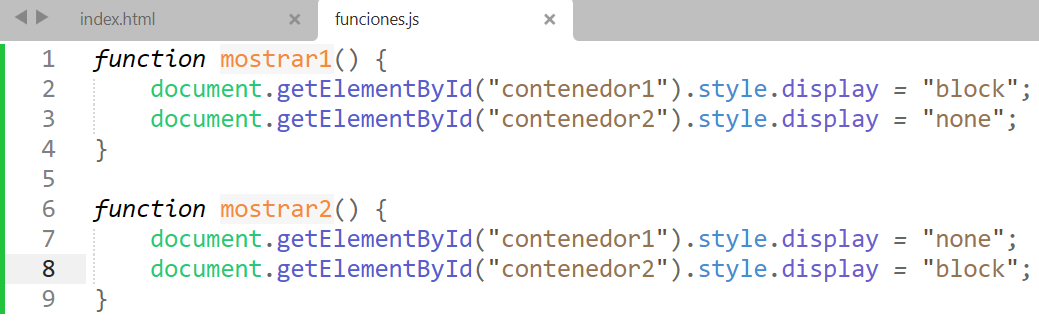 index.html × funciones.js ×
1 function mostrar1() {
2 document.getElementById("contenedor1").style.display = "block";
3 document.getElementById("contenedor2").style.display = "none";
4 }
5
6 function mostrar2() {
7 document.getElementById("contenedor1").style.display = "none";
8 document.getElementById("contenedor2").style.display = "block";
9 }